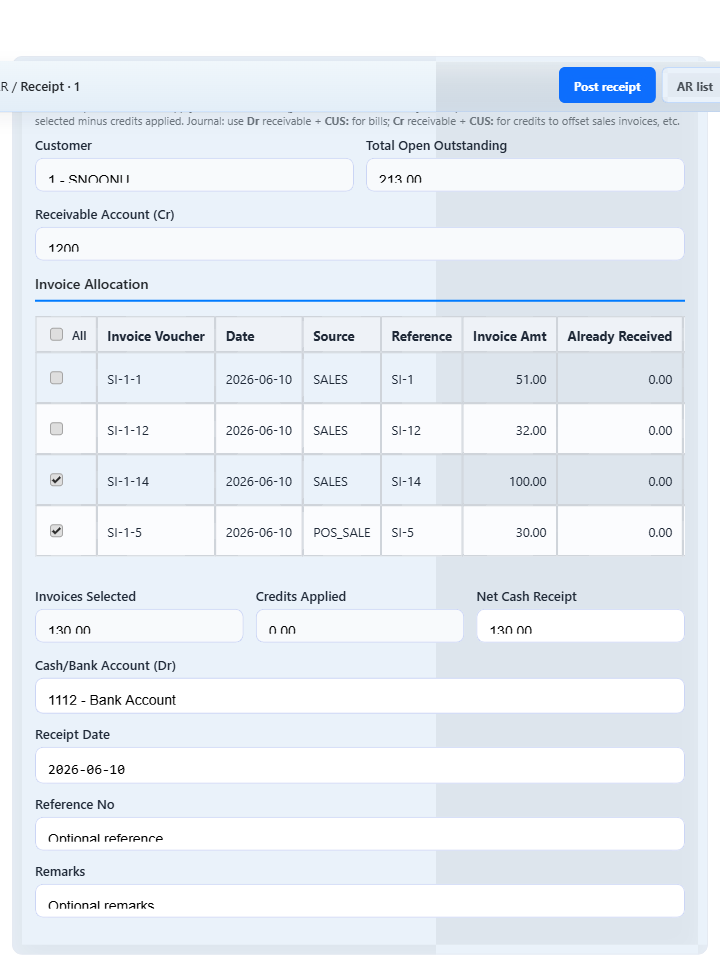 R / Receipt · 1
Post receipt
AR list
selected minus credits applied. Journal: use Dr receivable + CUS: for bills; Cr receivable + CUS: for credits to offset sales invoices, etc.
Customer
Total Open Outstanding
1 - SNOONU
213.00
Receivable Account (Cr)
1200
Invoice Allocation
All Invoice Voucher Date Source Reference Invoice Amt Already Received
SI-1-1 2026-06-10 SALES SI-1 51.00 0.00
SI-1-12 2026-06-10 SALES SI-12 32.00 0.00
SI-1-14 2026-06-10 SALES SI-14 100.00 0.00
SI-1-5 2026-06-10 POS_SALE SI-5 30.00 0.00
Invoices Selected
Credits Applied
Net Cash Receipt
130.00
0.00
130.00
Cash/Bank Account (Dr)
1112 - Bank Account
Receipt Date
2026-06-10
Reference No
Optional reference
Remarks
Optional remarks